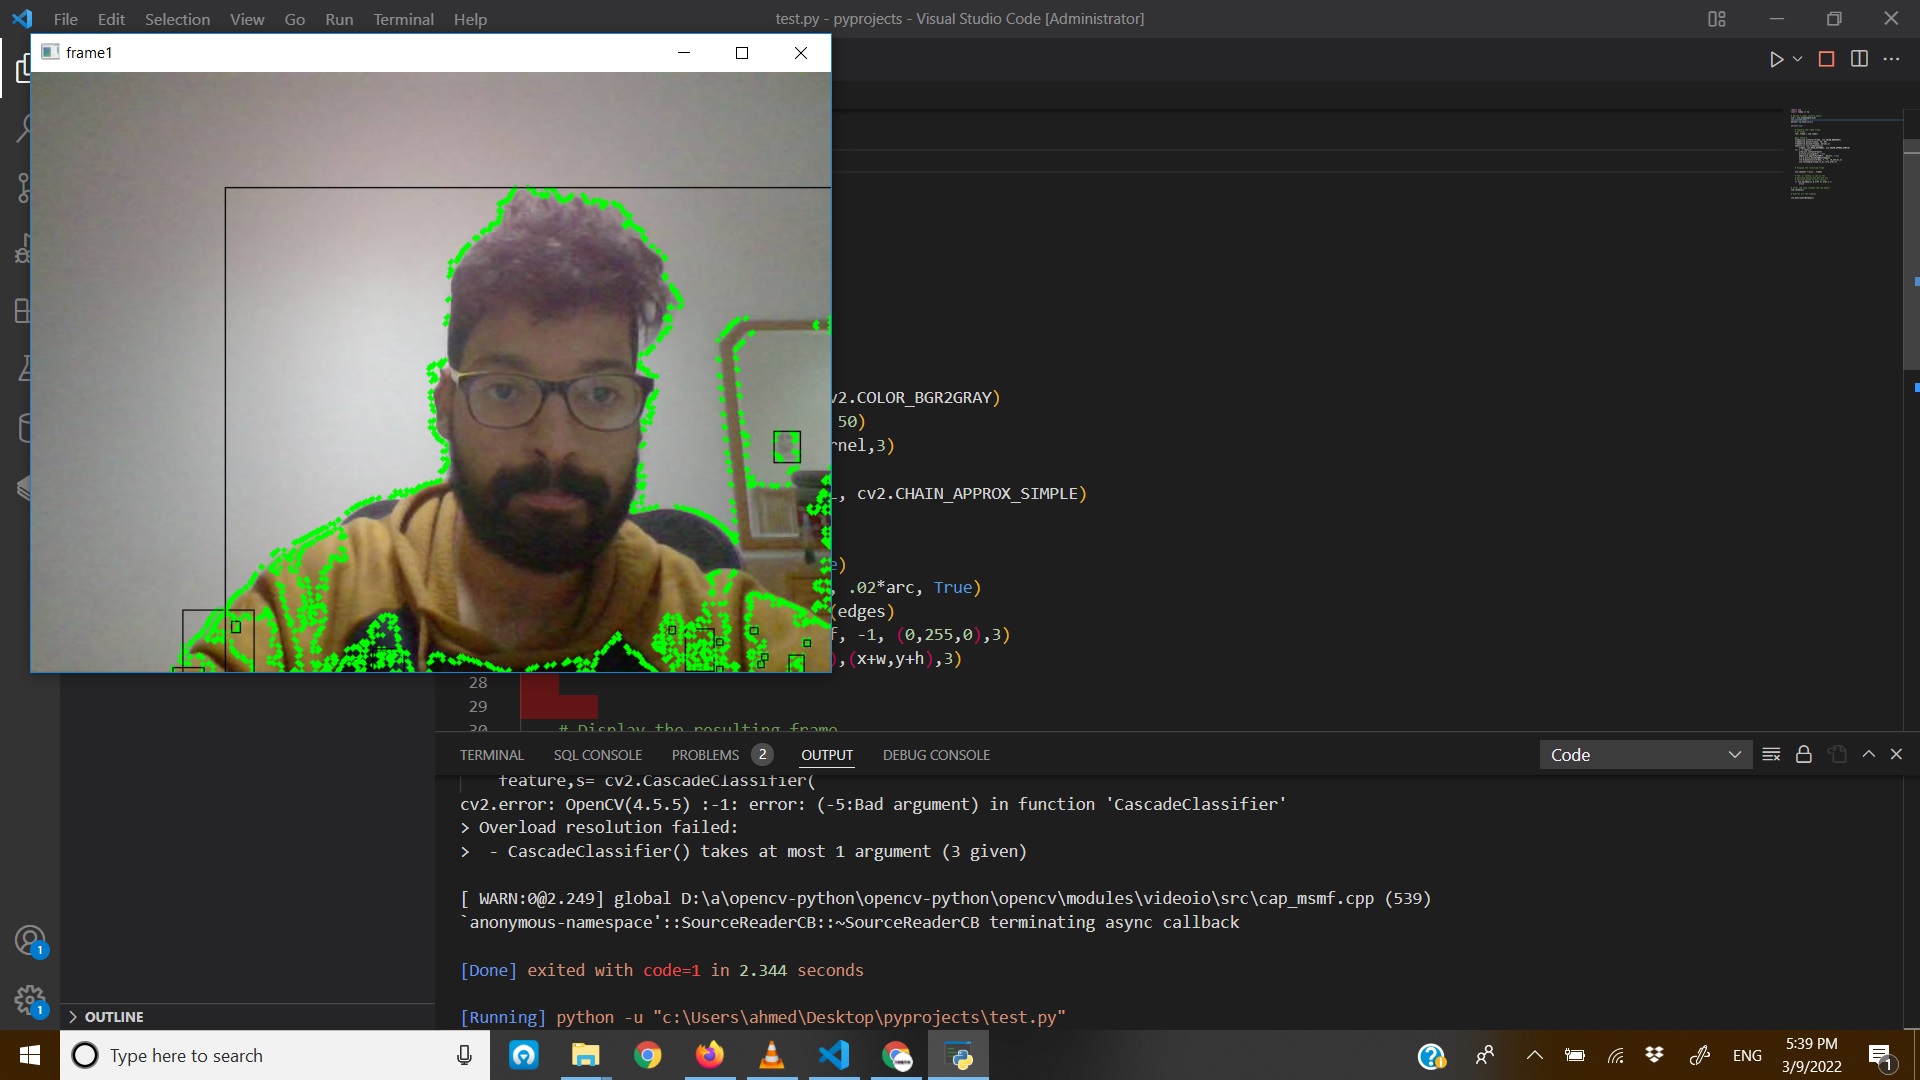 File Edit Selection View Go Run Terminal Help
test.py - pyprojects - Visual Studio Code [Administrator]
frame1
v2.COLOR_BGR2GRAY)
50)
rnel,3)
, cv2.CHAIN_APPROX_SIMPLE)
e)
, .02*arc, True)
(edges)
f, -1, (0,255,0),3)
),(x+w,y+h),3)
28
29
30 # Display the resulting frame
TERMINAL SQL CONSOLE PROBLEMS 2 OUTPUT DEBUG CONSOLE
Code
feature,s= cv2.CascadeClassifier(
cv2.error: OpenCV(4.5.5) :-1: error: (-5:Bad argument) in function 'CascadeClassifier'
> Overload resolution failed:
>  - CascadeClassifier() takes at most 1 argument (3 given)
[ WARN:0@2.249] global D:\a\opencv-python\opencv-python\opencv\modules\videoio\src\cap_msmf.cpp (539)
`anonymous-namespace'::SourceReaderCB::~SourceReaderCB terminating async callback
[Done] exited with code=1 in 2.344 seconds
[Running] python -u "c:\Users\ahmed\Desktop\pyprojects\test.py"
1
1
OUTLINE
Type here to search
ENG
5:39 PM
3/9/2022
1